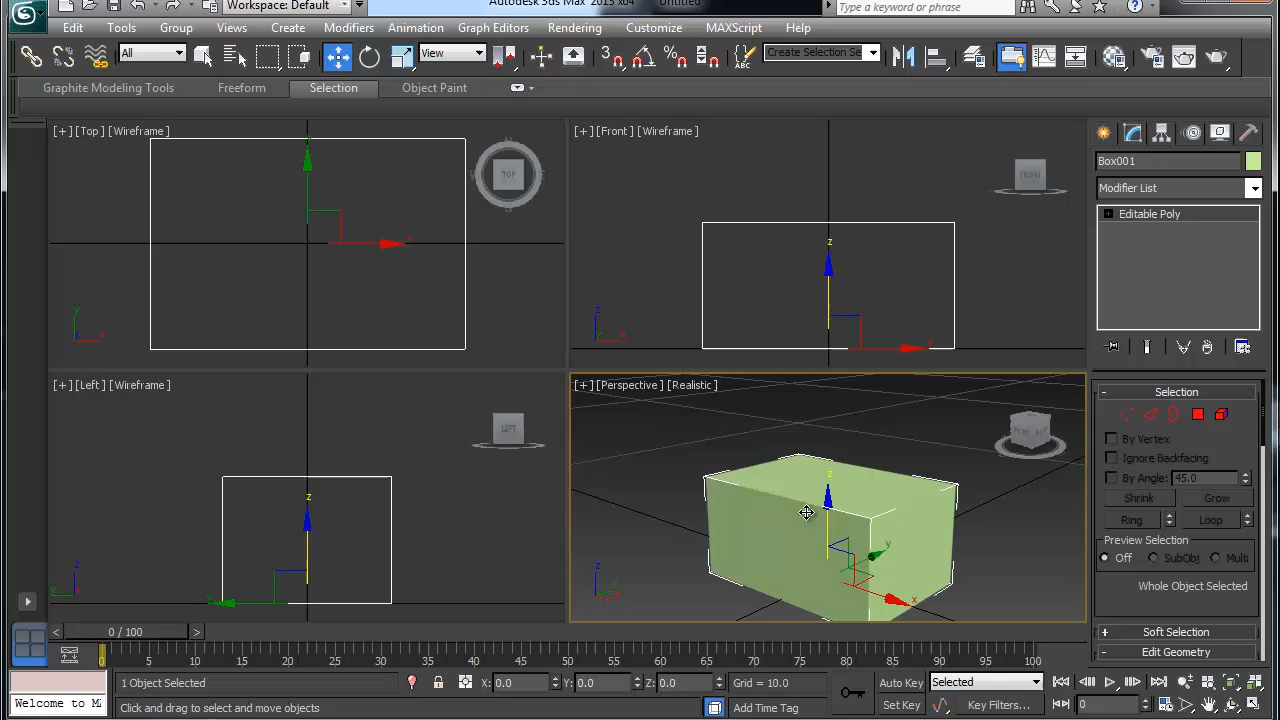 Workspace: Default
Autodesk 3ds Max 2015 x64
Untitled
Type a keyword or phrase
Edit
Tools
Group
Views
Create
Modifiers
Animation
Graph Editors
Rendering
Customize
MAXScript
Help
All
View
3
ABC
Create Selection Se
Graphite Modeling Tools
Freeform
Selection
Object Paint
[+] [Top] [Wireframe]
TOP
x
y
z
x
[+] [Front] [Wireframe]
FRONT
z
x
z
x
Box001
Modifier List
Editable Poly
[+] [Left] [Wireframe]
LEFT
z
y
z
y
[+] [Perspective] [Realistic]
z
y
x
z
Selection
By Vertex
Ignore Backfacing
By Angle: 45.0
Shrink
Grow
Ring
Loop
Preview Selection
Off
SubObj
Multi
Whole Object Selected
Soft Selection
Edit Geometry
0 / 100
0 5 10 15 20 25 30 35 40 45 50 55 60 65 70 75 80 85 90 95 100
1 Object Selected
X: 0.0
Y: 0.0
Z: 0.0
Grid = 10.0
Auto Key
Selected
Welcome to M
Click and drag to select and move objects
Add Time Tag
Set Key
Key Filters...
0